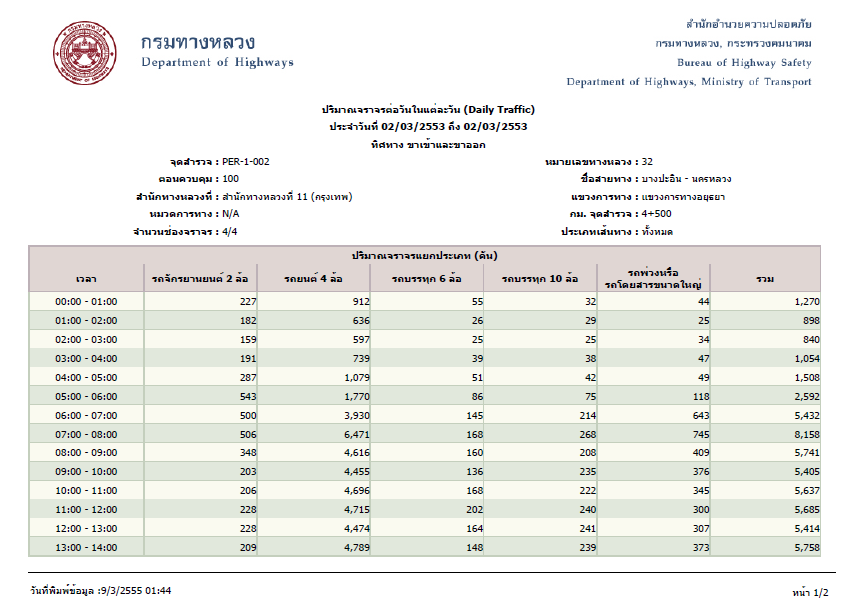 กรมทางหลวง
Department of Highways
สำนักอำนวยความปลอดภัย
กรมทางหลวง, กระทรวงคมนาคม
Bureau of Highway Safety
Department of Highways, Ministry of Transport
ปริมาณจราจรต่อวันในแต่ละวัน (Daily Traffic)
ประจำวันที่ 02/03/2553 ถึง 02/03/2553
ทิศทาง ขาเข้าและขาออก
จุดสำรวจ : PER-1-002 หมายเลขทางหลวง : 32
ตอนควบคุม : 100 ชื่อสายทาง : บางปะอิน - นครหลวง
สำนักทางหลวงที่ : สำนักทางหลวงที่ 11 (กรุงเทพ) แขวงการทาง : แขวงการทางอยุธยา
หมวดการทาง : N/A กม. จุดสำรวจ : 4+500
จำนวนช่องจราจร : 4/4 ประเภทเส้นทาง : ทั้งหมด
ปริมาณจราจรแยกประเภท (คัน)
เวลา รถจักรยานยนต์ 2 ล้อ รถยนต์ 4 ล้อ รถบรรทุก 6 ล้อ รถบรรทุก 10 ล้อ รถพ่วงหรือ รถโดยสารขนาดใหญ่ รวม
00:00 - 01:00 227 912 55 32 44 1,270
01:00 - 02:00 182 636 26 29 25 898
02:00 - 03:00 159 597 25 25 34 840
03:00 - 04:00 191 739 39 38 47 1,054
04:00 - 05:00 287 1,079 51 42 49 1,508
05:00 - 06:00 543 1,770 86 75 118 2,592
06:00 - 07:00 500 3,930 145 214 643 5,432
07:00 - 08:00 506 6,471 168 268 745 8,158
08:00 - 09:00 348 4,616 160 208 409 5,741
09:00 - 10:00 203 4,455 136 235 376 5,405
10:00 - 11:00 206 4,696 168 222 345 5,637
11:00 - 12:00 228 4,715 202 240 300 5,685
12:00 - 13:00 228 4,474 164 241 307 5,414
13:00 - 14:00 209 4,789 148 239 373 5,758
วันที่พิมพ์ข้อมูล :9/3/2555 01:44
หน้า 1/2